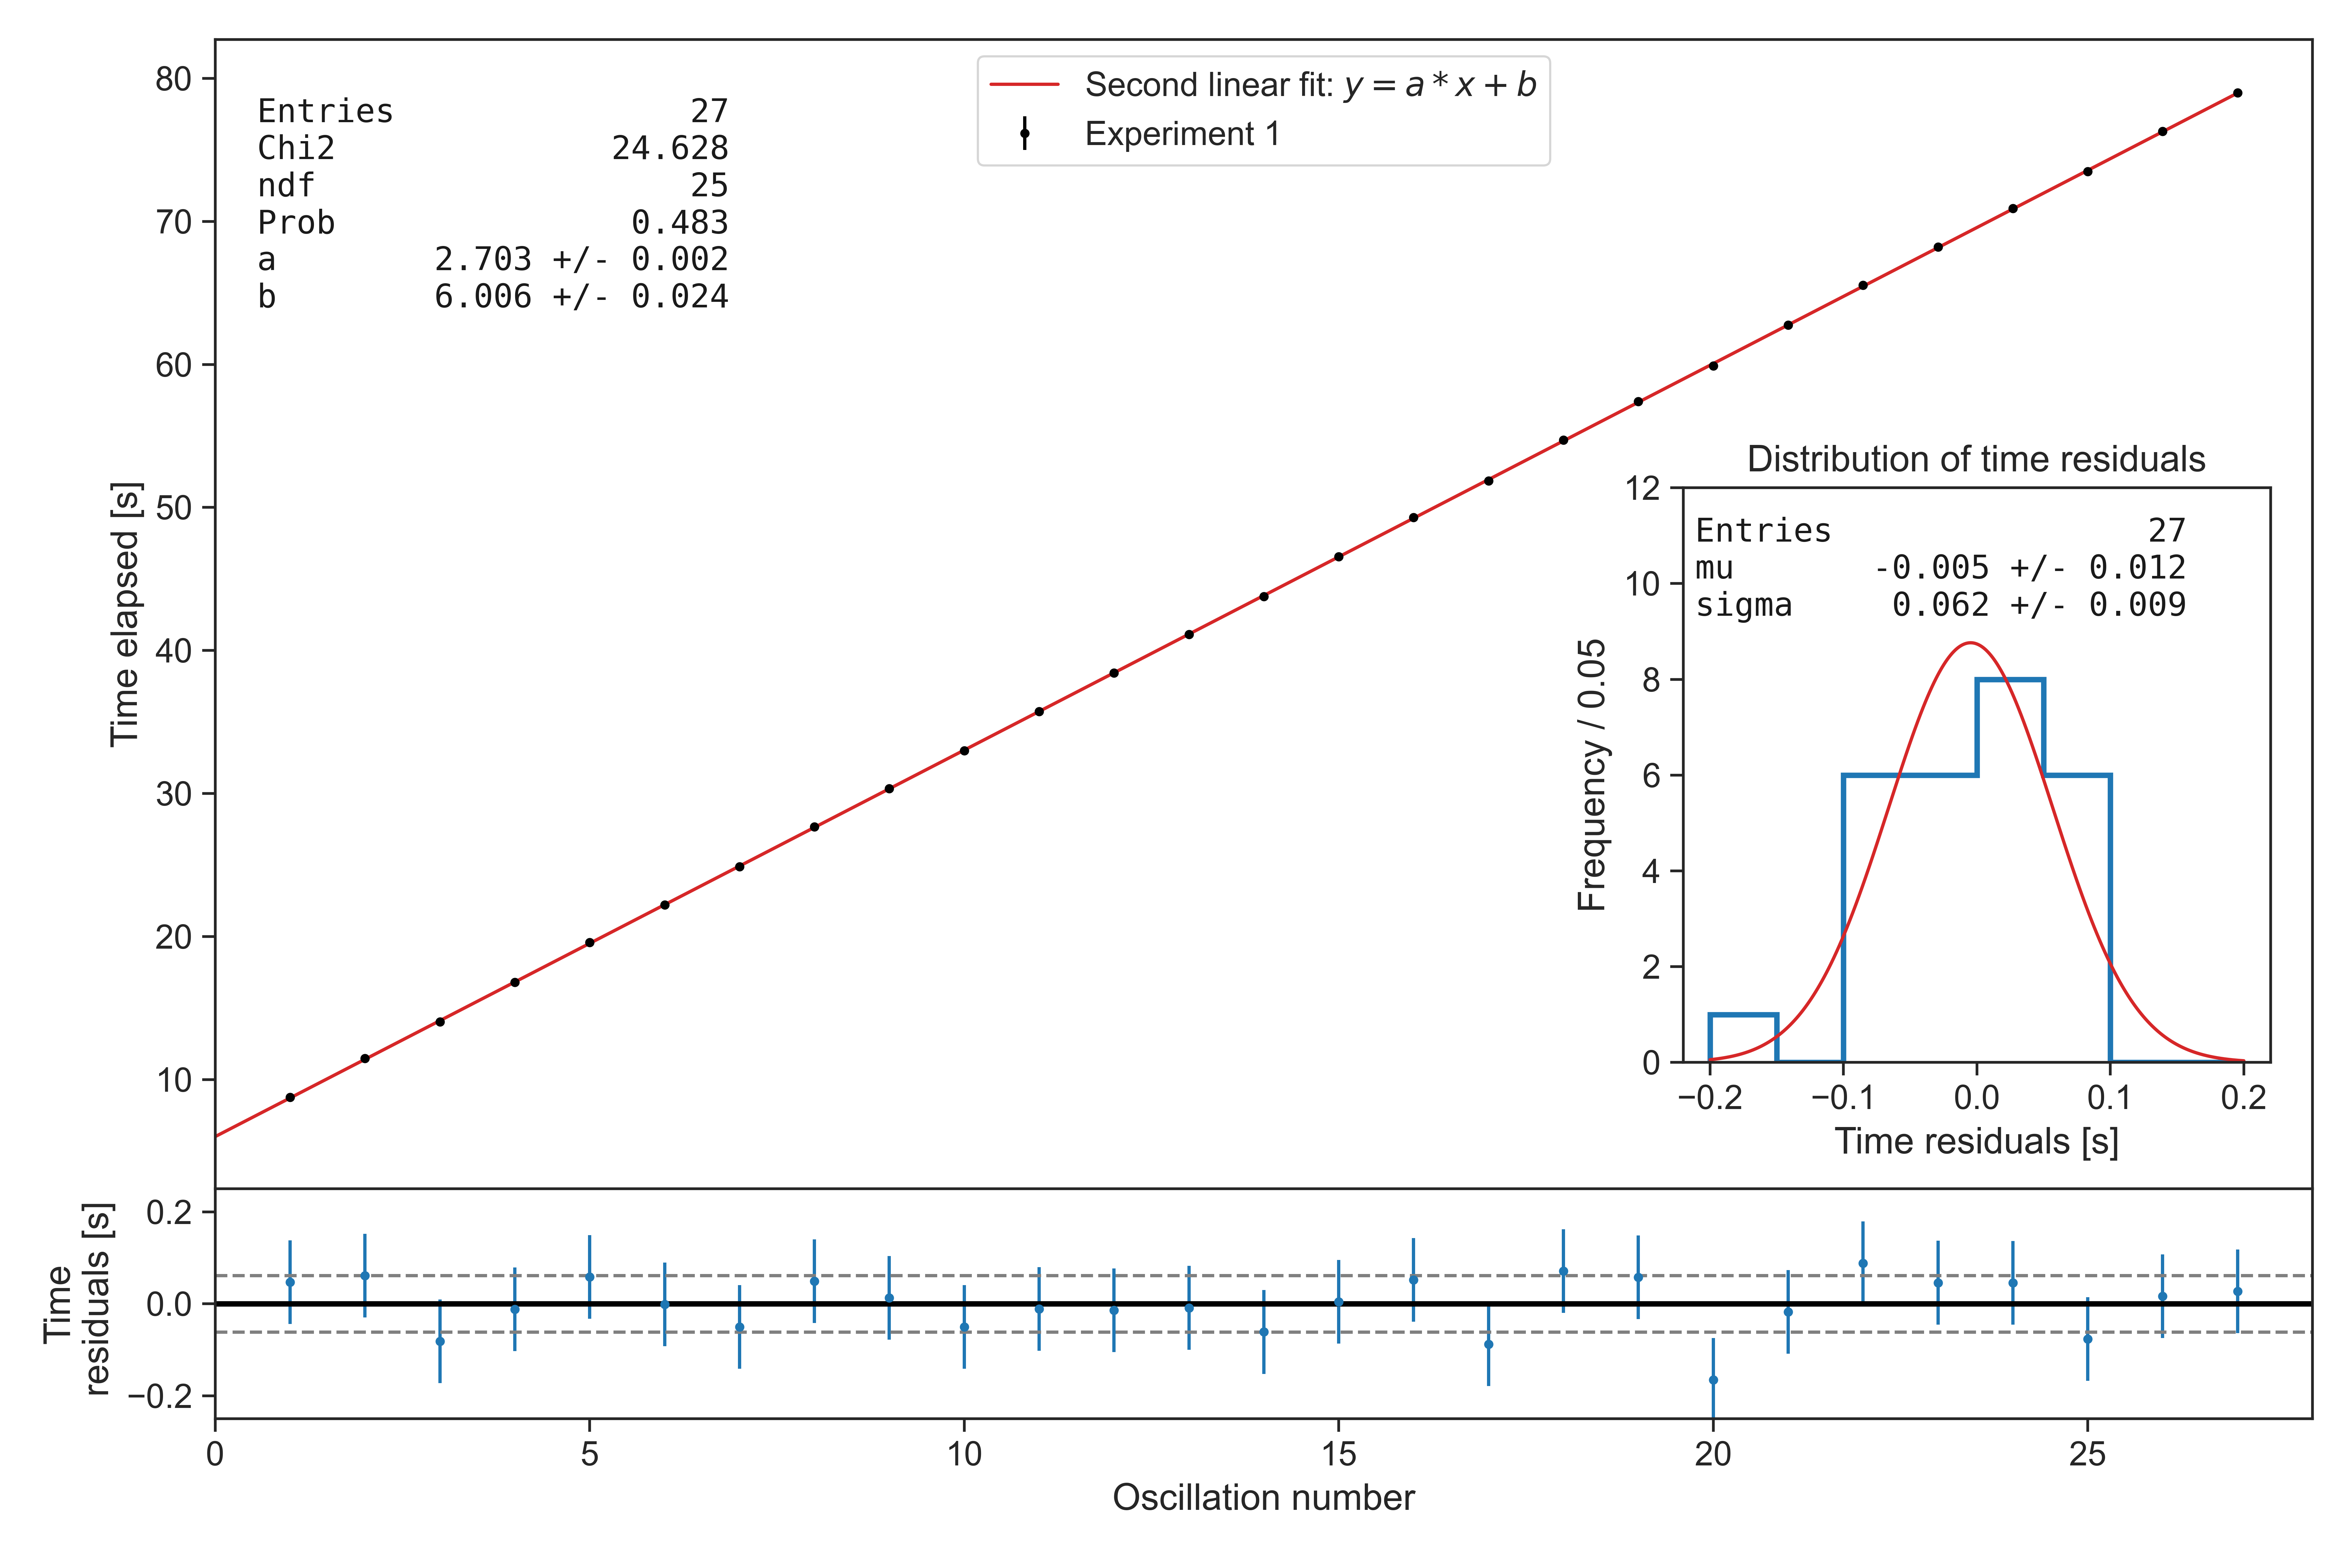 Second linear fit: y = a * x + b
Experiment 1
Entries 27
Chi2 24.628
ndf 25
Prob 0.483
a 2.703 +/- 0.002
b 6.006 +/- 0.024
Time elapsed [s]
80
70
60
50
40
30
20
10
Distribution of time residuals
Entries 27
mu -0.005 +/- 0.012
sigma 0.062 +/- 0.009
Frequency / 0.05
12
10
8
6
4
2
0
−0.2 −0.1 0.0 0.1 0.2
Time residuals [s]
Time
residuals [s]
0.2
0.0
−0.2
0 5 10 15 20 25
Oscillation number